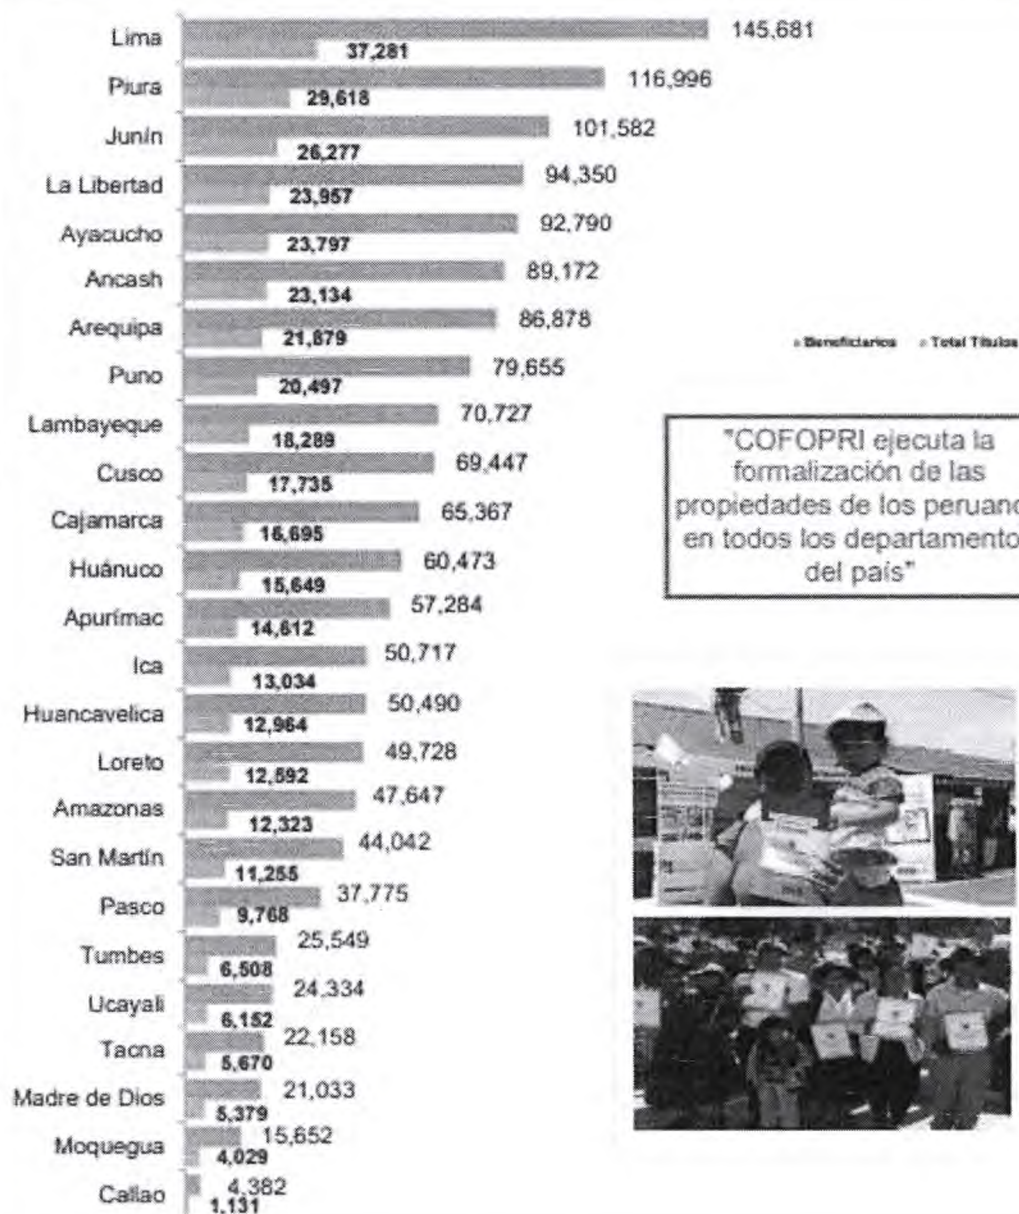 Lima 145,681
37,281
Piura 116,996
29,618
Junín 101,582
26,277
La Libertad 94,350
23,957
Ayacucho 92,790
23,797
Ancash 89,172
23,134
Arequipa 86,878
21,879
Beneficiarios Total Títulos
Puno 79,655
20,497
Lambayeque 70,727
18,289
Cusco 69,447
17,735
Cajamarca 65,367
16,695
Huánuco 60,473
15,649
Apurímac 57,284
14,612
Ica 50,717
13,034
Huancavelica 50,490
12,964
Loreto 49,728
12,592
Amazonas 47,647
12,323
San Martín 44,042
11,255
Pasco 37,775
9,768
Tumbes 25,549
6,508
Ucayali 24,334
6,152
Tacna 22,158
5,670
Madre de Dios 21,033
5,379
Moquegua 15,652
4,029
Callao 4,382
1,131
"COFOPRI ejecuta la
formalización de las
propiedades de los peruano
en todos los departamento
del país"